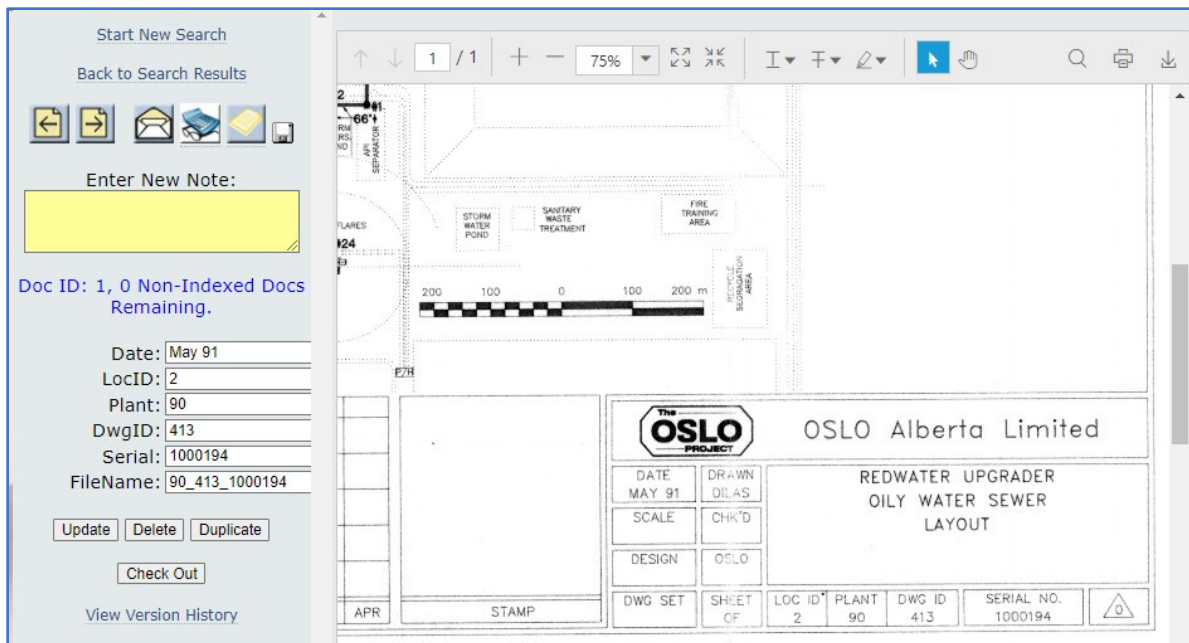 Start New Search
Back to Search Results
Enter New Note:
Doc ID: 1, 0 Non-Indexed Docs
Remaining.
Date: May 91
LocID: 2
Plant: 90
DwgID: 413
Serial: 1000194
FileName: 90_413_1000194
Update Delete Duplicate
Check Out
View Version History
1 / 1
75%
2
#1
66"
API
SEPARATOR
FLARES
#24
STORM
WATER
POND
SANITARY
WASTE
TREATMENT
FIRE
TRAINING
AREA
RECYCLE
SEGRAGATION
AREA
200 100 0 100 200 m
P/H
The
OSLO
PROJECT
OSLO Alberta Limited
DATE
MAY 91
DRAWN
DILAS
SCALE
CHK'D
DESIGN
OSLO
REDWATER UPGRADER
OILY WATER SEWER
LAYOUT
APR
STAMP
DWG SET
SHEET
OF
LOC ID
2
PLANT
90
DWG ID
413
SERIAL NO.
1000194
0